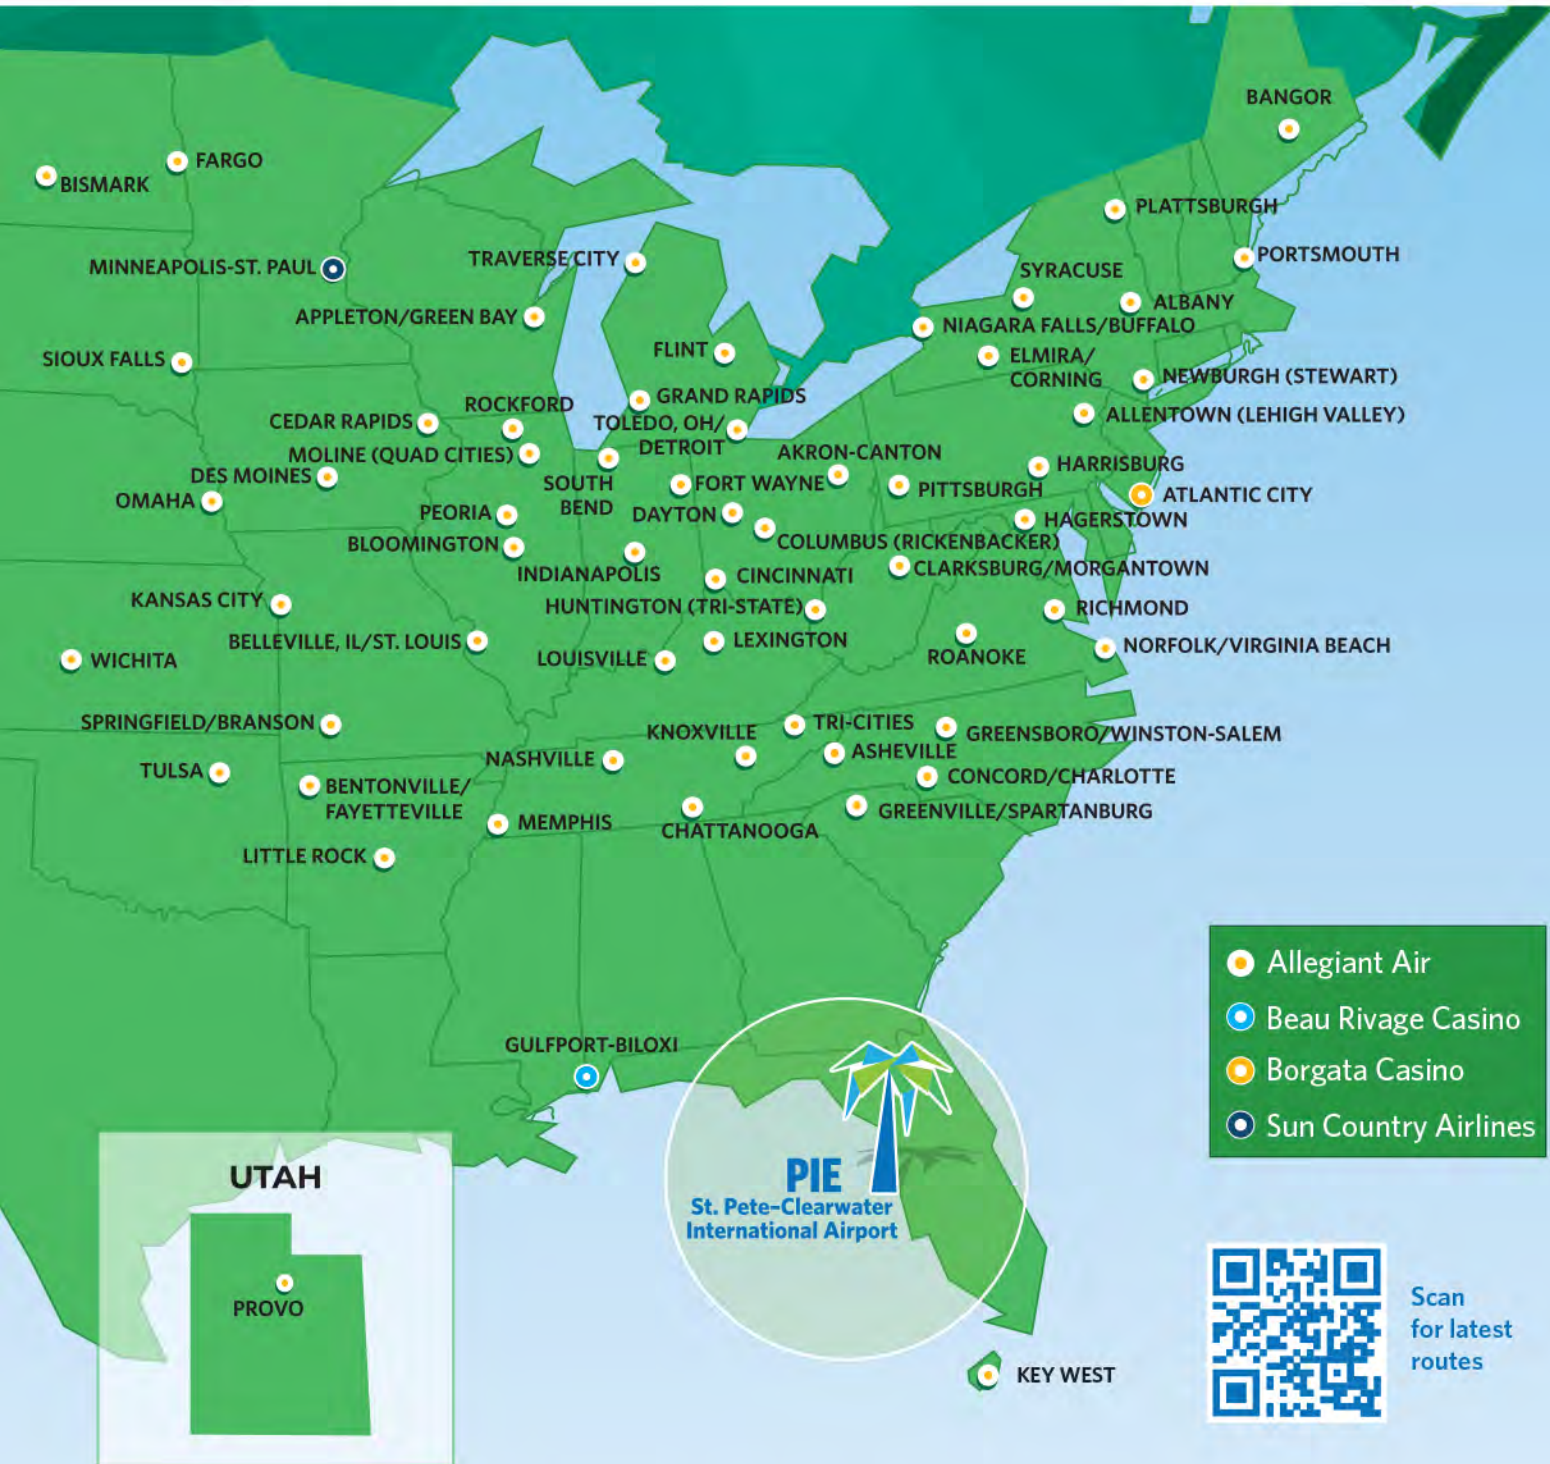 BANGOR
FARGO
BISMARK
PLATTSBURGH
MINNEAPOLIS-ST. PAUL
TRAVERSE CITY
PORTSMOUTH
SYRACUSE
ALBANY
APPLETON/GREEN BAY
NIAGARA FALLS/BUFFALO
SIOUX FALLS
FLINT
ELMIRA/
CORNING
NEWBURGH (STEWART)
GRAND RAPIDS
ROCKFORD
CEDAR RAPIDS
TOLEDO, OH/
DETROIT
ALLENTOWN (LEHIGH VALLEY)
MOLINE (QUAD CITIES)
AKRON-CANTON
HARRISBURG
DES MOINES
SOUTH
BEND
FORT WAYNE
PITTSBURGH
ATLANTIC CITY
OMAHA
PEORIA
DAYTON
HAGERSTOWN
BLOOMINGTON
COLUMBUS (RICKENBACKER)
INDIANAPOLIS
CINCINNATI
CLARKSBURG/MORGANTOWN
KANSAS CITY
HUNTINGTON (TRI-STATE)
RICHMOND
BELLEVILLE, IL/ST. LOUIS
LEXINGTON
NORFOLK/VIRGINIA BEACH
WICHITA
LOUISVILLE
ROANOKE
SPRINGFIELD/BRANSON
KNOXVILLE
TRI-CITIES
GREENSBORO/WINSTON-SALEM
TULSA
NASHVILLE
ASHEVILLE
BENTONVILLE/
FAYETTEVILLE
CONCORD/CHARLOTTE
MEMPHIS
CHATTANOOGA
GREENVILLE/SPARTANBURG
LITTLE ROCK
Allegiant Air
Beau Rivage Casino
Borgata Casino
Sun Country Airlines
GULFPORT-BILOXI
PIE
St. Pete–Clearwater
International Airport
UTAH
PROVO
KEY WEST
Scan
for latest
routes